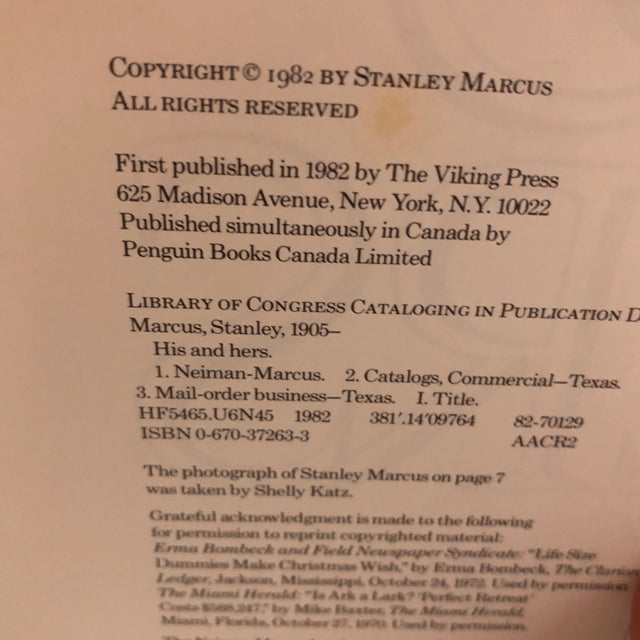 COPYRIGHT © 1982 BY STANLEY MARCUS
ALL RIGHTS RESERVED
First published in 1982 by The Viking Press
625 Madison Avenue, New York, N.Y. 10022
Published simultaneously in Canada by
Penguin Books Canada Limited
LIBRARY OF CONGRESS CATALOGING IN PUBLICATION D
Marcus, Stanley, 1905–
His and hers.
1. Neiman-Marcus. 2. Catalogs, Commercial—Texas.
3. Mail-order business—Texas. I. Title.
HF5465.U6N45 1982 381'.14'09764 82-70129
ISBN 0-670-37263-3 AACR2
The photograph of Stanley Marcus on page 7
was taken by Shelly Katz.
Grateful acknowledgment is made to the following
for permission to reprint copyrighted material:
Erma Bombeck and Field Newspaper Syndicate: "Life Size
Dummies Make Christmas Wish," by Erma Bombeck, The Clarion
Ledger, Jackson, Mississippi, October 24, 1972. Used by permission.
The Miami Herald: "Is Ark a Lark? 'Perfect Retreat'
Costs $588,247," by Mike Baxter, The Miami Herald,
Miami, Florida, October 27, 1970. Used by permission.